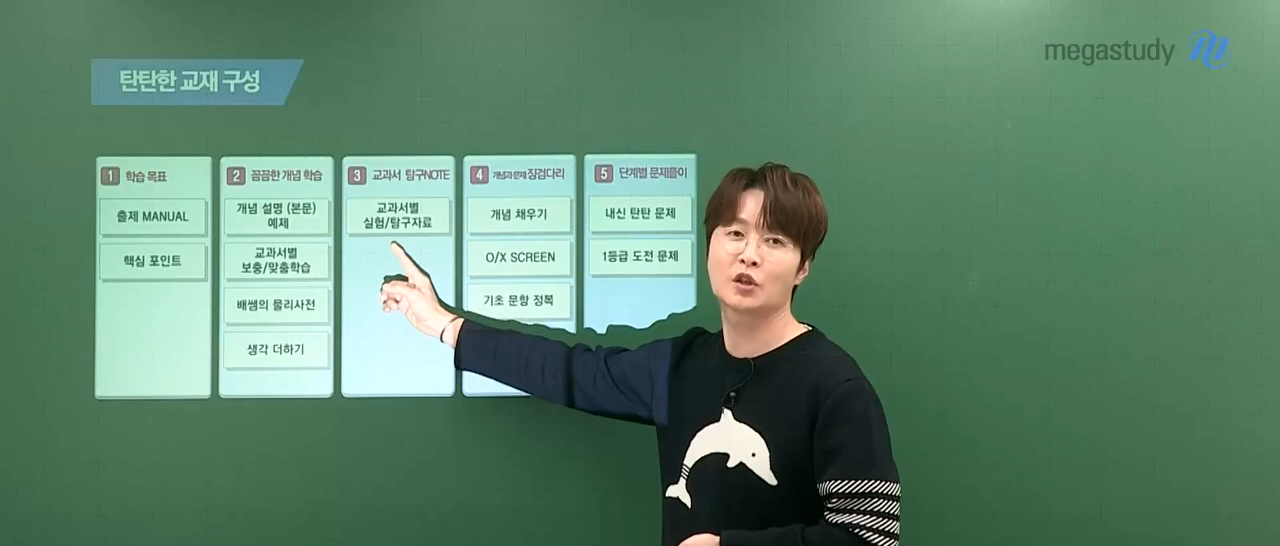 megastudy
탄탄한 교재 구성
1 학습 목표
출제 MANUAL
핵심 포인트
2 꼼꼼한 개념 학습
개념 설명 (본문)
예제
교과서별
보충/맞춤학습
배쌤의 물리사전
생각 더하기
3 교과서 탐구NOTE
교과서별
실험/탐구자료
4 개념과 문제 징검다리
개념 채우기
O/X SCREEN
기초 문항 정복
5 단계별 문제풀이
내신 탄탄 문제
1등급 도전 문제